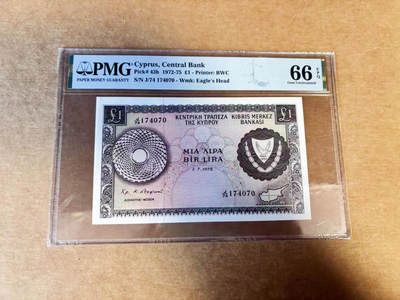 PMG
PAPER MONEY GUARANTY
Cyprus, Central Bank
Pick# 43b 1972-75 £1 - Printer: BWC
S/N J/74 174070 - Wmk: Eagle's Head
66 EPQ
Gem Uncirculated
£1
ΚΕΝΤΡΙΚΗ ΤΡΑΠΕΖΑ
ΤΗΣ ΚΥΠΡΟΥ
KIBRIS MERKEZ
BANKASI
£1
J/74 174070
ΜΙΑ ΛΙΡΑ
BİR LİRA
J/74 174070